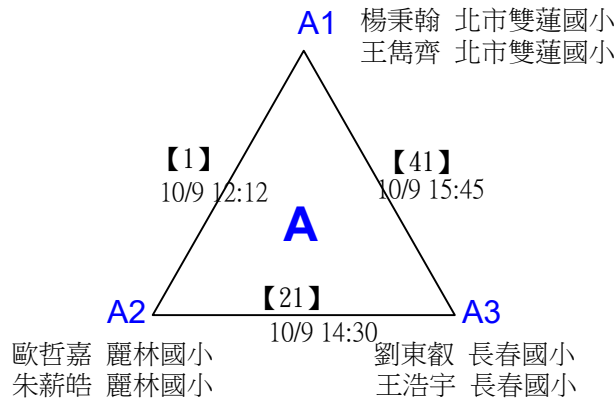 A1
楊秉翰 北市雙蓮國小
王雋齊 北市雙蓮國小
【1】
10/9 12:12
【41】
10/9 15:45
A
【21】
10/9 14:30
A2
A3
歐哲嘉 麗林國小
朱薪皓 麗林國小
劉東叡 長春國小
王浩宇 長春國小